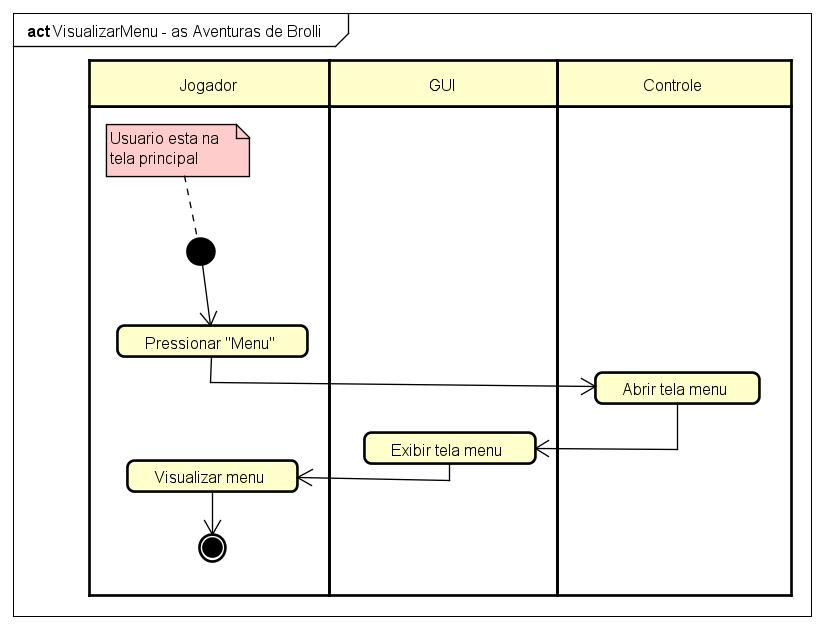 act VisualizarMenu - as Aventuras de Brolli
Jogador
GUI
Controle
Usuario esta na
tela principal
Pressionar "Menu"
Abrir tela menu
Exibir tela menu
Visualizar menu